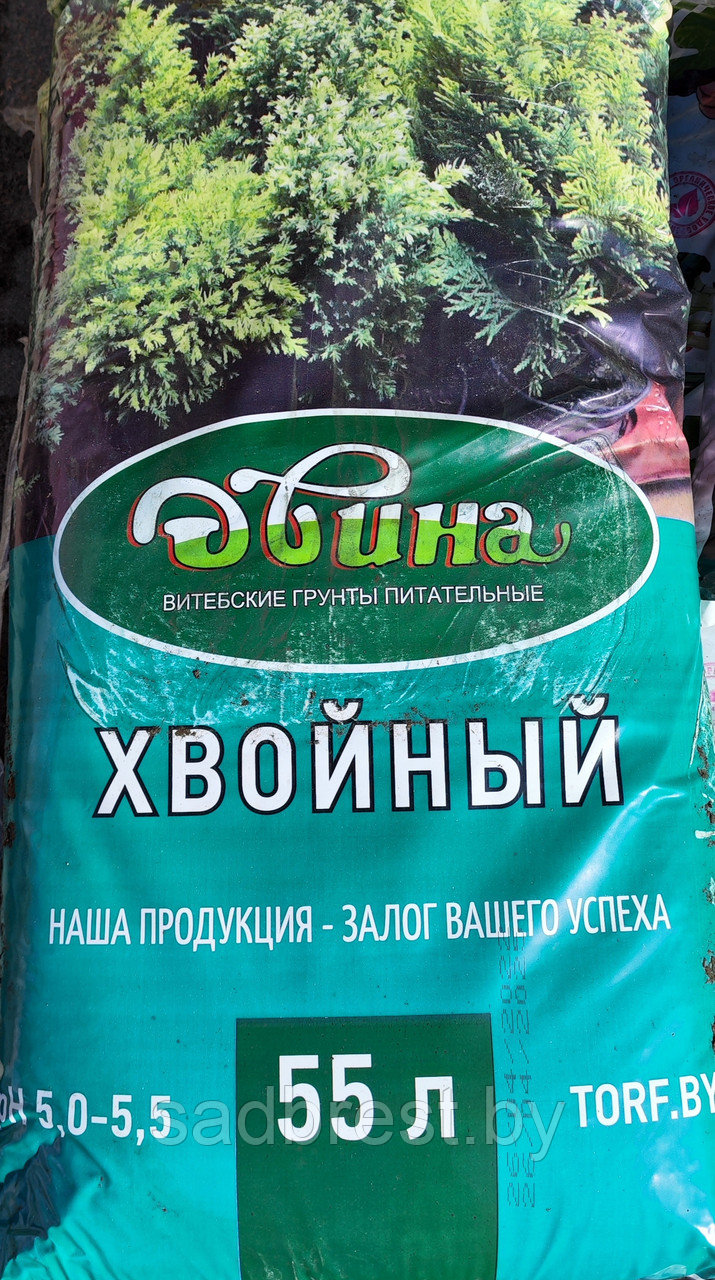 Двина
ВИТЕБСКИЕ ГРУНТЫ ПИТАТЕЛЬНЫЕ
ХВОЙНЫЙ
НАША ПРОДУКЦИЯ - ЗАЛОГ ВАШЕГО УСПЕХА
pH 5,0-5,5
55 л
TORF.BY
sadbrest.by